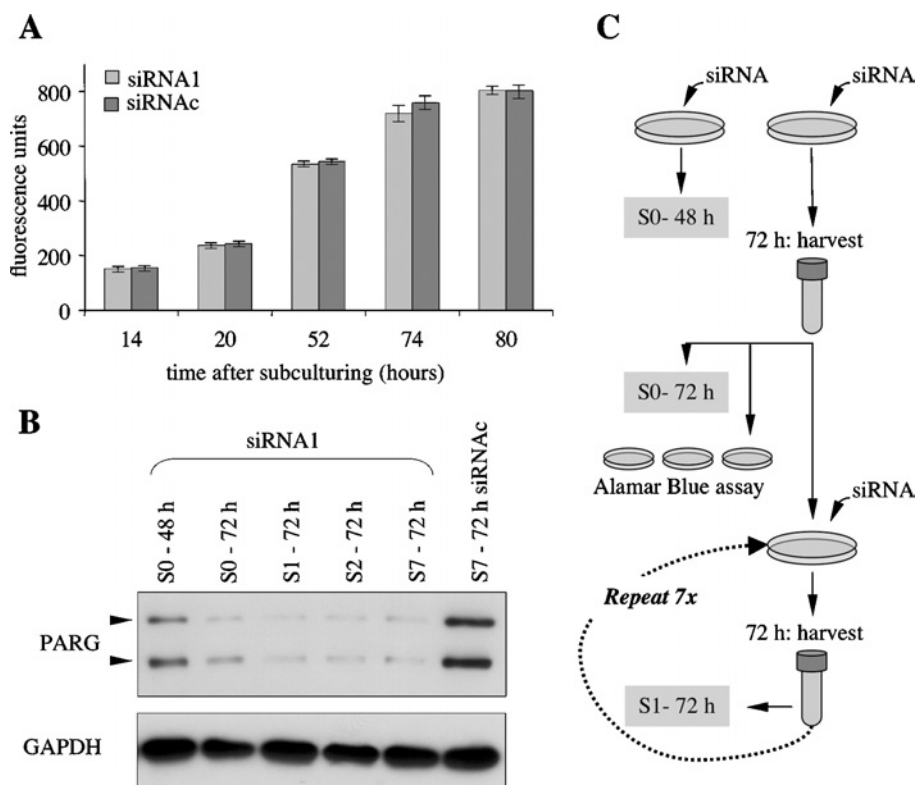 A
siRNA1
siRNAc
fluorescence units
800
600
400
200
0
14 20 52 74 80
time after subculturing (hours)
B
siRNA1
S0 - 48 h
S0 - 72 h
S1 - 72 h
S2 - 72 h
S7 - 72 h
S7 - 72 h siRNAc
PARG
GAPDH
C
siRNA siRNA
S0- 48 h
72 h: harvest
S0- 72 h
Alamar Blue assay
siRNA
Repeat 7x
72 h: harvest
S1- 72 h